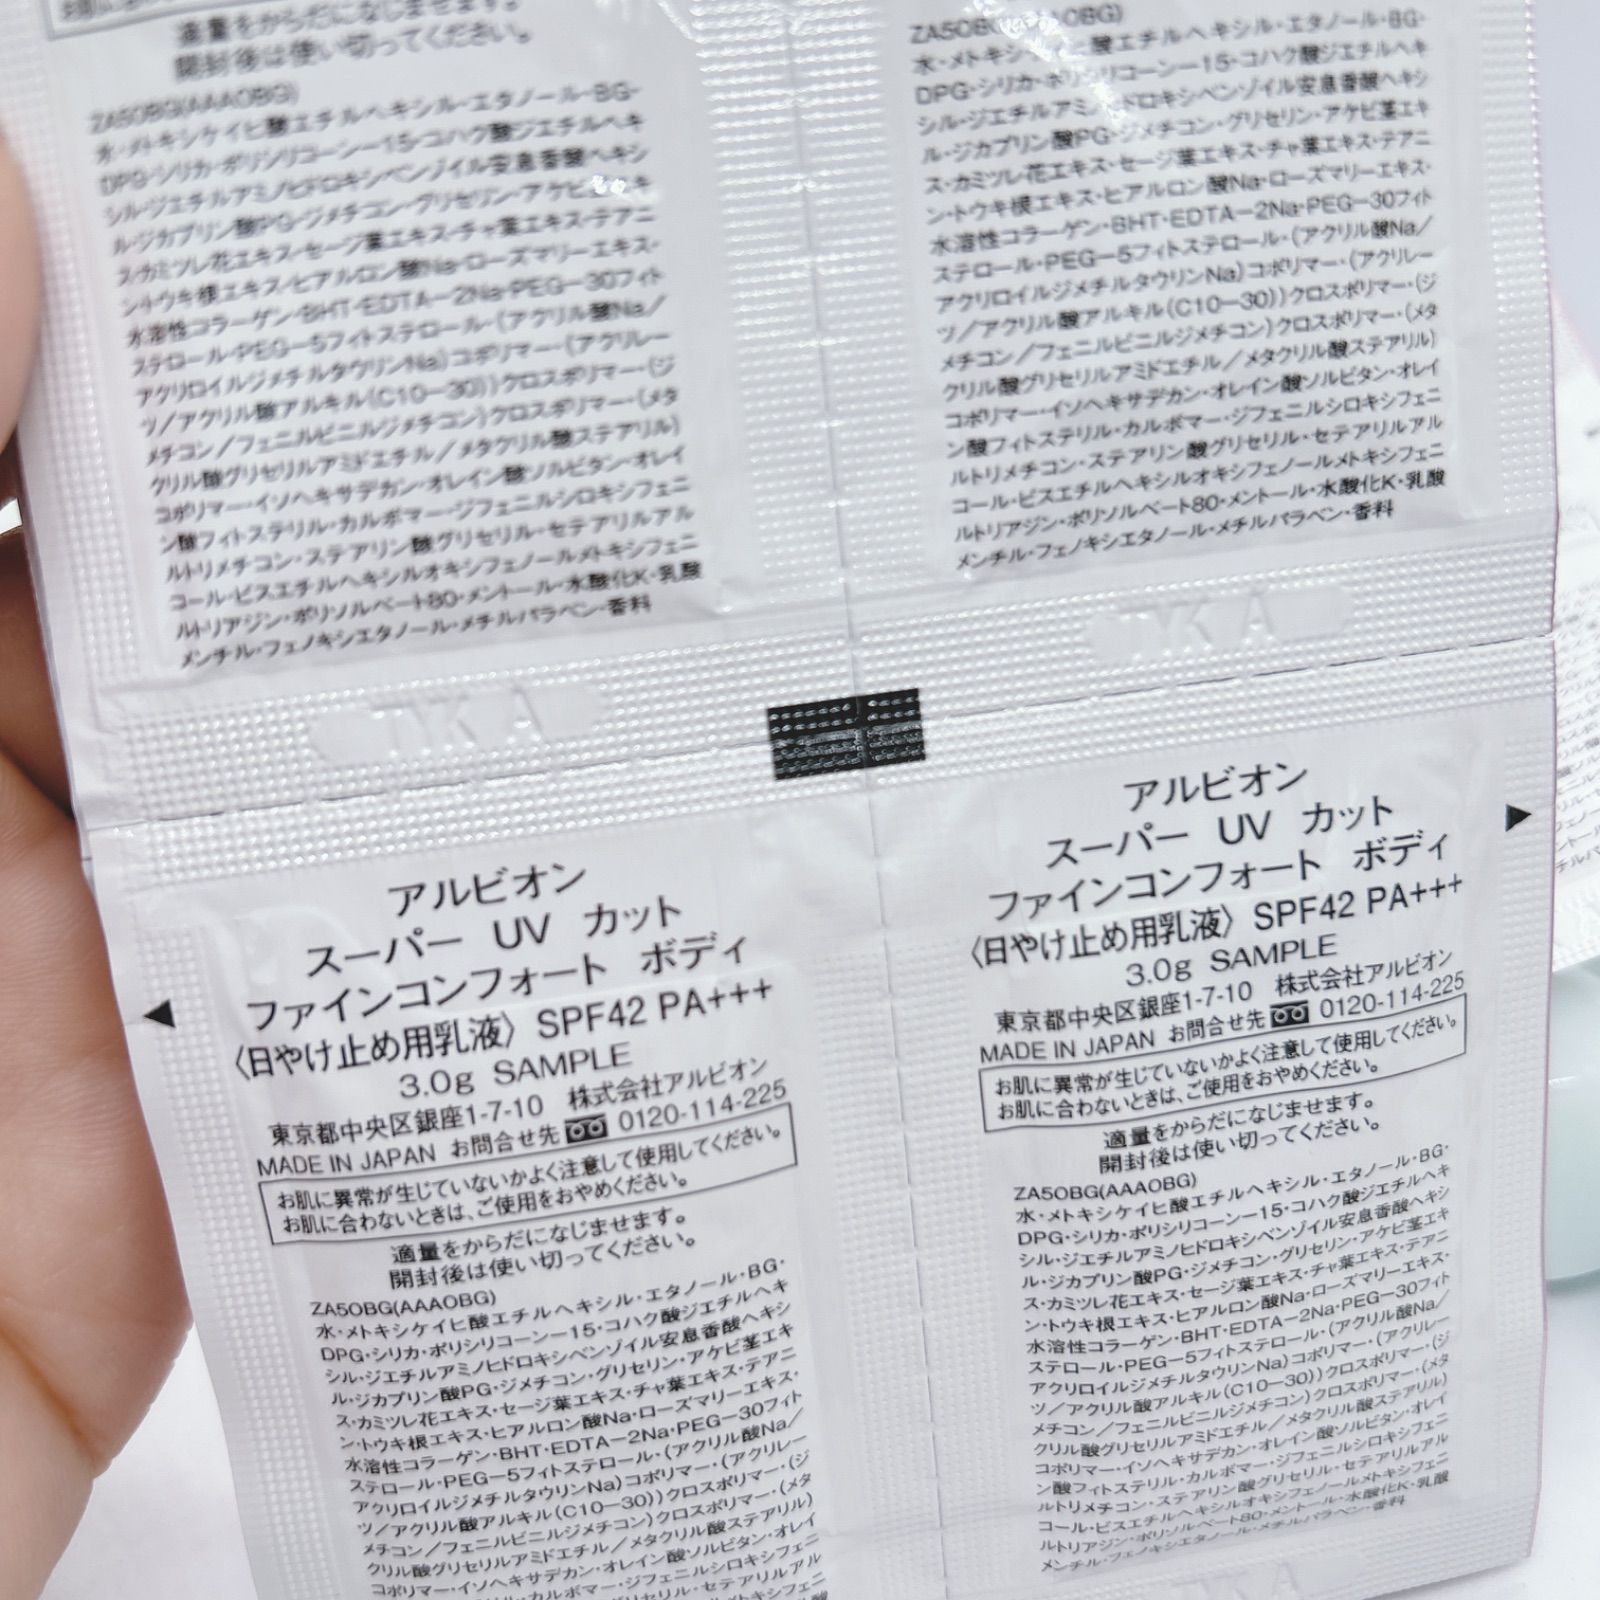 適量をからだになじませます。
開封後は使い切ってください。
ZA5OBG(AAAOBG)
水・メトキシケイヒ酸エチルヘキシル・エタノール・BG・
DPG・シリカ・ポリシリコーン－15・コハク酸ジエチルヘキ
シル・ジエチルアミノヒドロキシベンゾイル安息香酸ヘキシ
ル・ジカプリン酸PG・ジメチコン・グリセリン・アケビ茎エキ
ス・カミツレ花エキス・セージ葉エキス・チャ葉エキス・テアニ
ン・トウキ根エキス・ヒアルロン酸Na・ローズマリーエキス・
水溶性コラーゲン・BHT・EDTA－2Na・PEG－30フィト
ステロール・PEG－5フィトステロール・(アクリル酸Na／
アクリロイルジメチルタウリンNa)コポリマー・(アクリレー
ツ／アクリル酸アルキル(C10－30))クロスポリマー・(ジ
メチコン／フェニルビニルジメチコン)クロスポリマー・(メタ
クリル酸グリセリルアミドエチル／メタクリル酸ステアリル)
コポリマー・イソヘキサデカン・オレイン酸ソルビタン・オレイ
ン酸フィトステリル・カルボマー・ジフェニルシロキシフェニ
ルトリメチコン・ステアリン酸グリセリル・セテアリルアル
コール・ビスエチルヘキシルオキシフェノールメトキシフェニ
ルトリアジン・ポリソルベート80・メントール・水酸化K・乳酸
メンチル・フェノキシエタノール・メチルパラベン・香料
TKA
ZA5OBG(AAAOBG)
水・メトキシケイヒ酸エチルヘキシル・エタノール・BG・
DPG・シリカ・ポリシリコーン－15・コハク酸ジエチルヘキ
シル・ジエチルアミノヒドロキシベンゾイル安息香酸ヘキシ
ル・ジカプリン酸PG・ジメチコン・グリセリン・アケビ茎エキ
ス・カミツレ花エキス・セージ葉エキス・チャ葉エキス・テアニ
ン・トウキ根エキス・ヒアルロン酸Na・ローズマリーエキス・
水溶性コラーゲン・BHT・EDTA－2Na・PEG－30フィト
ステロール・PEG－5フィトステロール・(アクリル酸Na／
アクリロイルジメチルタウリンNa)コポリマー・(アクリレー
ツ／アクリル酸アルキル(C10－30))クロスポリマー・(ジ
メチコン／フェニルビニルジメチコン)クロスポリマー・(メタ
クリル酸グリセリルアミドエチル／メタクリル酸ステアリル)
コポリマー・イソヘキサデカン・オレイン酸ソルビタン・オレイ
ン酸フィトステリル・カルボマー・ジフェニルシロキシフェニ
ルトリメチコン・ステアリン酸グリセリル・セテアリルアル
コール・ビスエチルヘキシルオキシフェノールメトキシフェニ
ルトリアジン・ポリソルベート80・メントール・水酸化K・乳酸
メンチル・フェノキシエタノール・メチルパラベン・香料
TKA
アルビオン
スーパー UV カット
ファインコンフォート ボディ
〈日やけ止め用乳液〉 SPF42 PA+++
3.0g SAMPLE
東京都中央区銀座1-7-10 株式会社アルビオン
MADE IN JAPAN お問合せ先 0120-114-225
お肌に異常が生じていないかよく注意して使用してください。
お肌に合わないときは、ご使用をおやめください。
適量をからだになじませます。
開封後は使い切ってください。
ZA5OBG(AAAOBG)
水・メトキシケイヒ酸エチルヘキシル・エタノール・BG・
DPG・シリカ・ポリシリコーン－15・コハク酸ジエチルヘキ
シル・ジエチルアミノヒドロキシベンゾイル安息香酸ヘキシ
ル・ジカプリン酸PG・ジメチコン・グリセリン・アケビ茎エキ
ス・カミツレ花エキス・セージ葉エキス・チャ葉エキス・テアニ
ン・トウキ根エキス・ヒアルロン酸Na・ローズマリーエキス・
水溶性コラーゲン・BHT・EDTA－2Na・PEG－30フィト
ステロール・PEG－5フィトステロール・(アクリル酸Na／
アクリロイルジメチルタウリンNa)コポリマー・(アクリレー
ツ／アクリル酸アルキル(C10－30))クロスポリマー・(ジ
メチコン／フェニルビニルジメチコン)クロスポリマー・(メタ
クリル酸グリセリルアミドエチル／メタクリル酸ステアリル)
コポリマー・イソヘキサデカン・オレイン酸ソルビタン・オレイ
カルボマー・ジフェニルシロキシフェニ
グリセリル・セテアリルアル
アルビオン
スーパー UV カット
ファインコンフォート ボディ
〈日やけ止め用乳液〉 SPF42 PA+++
3.0g SAMPLE
東京都中央区銀座1-7-10 株式会社アルビオン
MADE IN JAPAN お問合せ先 0120-114-225
お肌に異常が生じていないかよく注意して使用してください。
お肌に合わないときは、ご使用をおやめください。
適量をからだになじませます。
開封後は使い切ってください。
ZA5OBG(AAAOBG)
水・メトキシケイヒ酸エチルヘキシル・エタノール・BG・
DPG・シリカ・ポリシリコーン－15・コハク酸ジエチルヘキ
シル・ジエチルアミノヒドロキシベンゾイル安息香酸ヘキシ
ル・ジカプリン酸PG・ジメチコン・グリセリン・アケビ茎エキ
ス・カミツレ花エキス・セージ葉エキス・チャ葉エキス・テアニ
ン・トウキ根エキス・ヒアルロン酸Na・ローズマリーエキス・
水溶性コラーゲン・BHT・EDTA－2Na・PEG－30フィト
ステロール・PEG－5フィトステロール・(アクリル酸Na／
アクリロイルジメチルタウリンNa)コポリマー・(アクリレー
ツ／アクリル酸アルキル(C10－30))クロスポリマー・(ジ
メチコン／フェニルビニルジメチコン)クロスポリマー・(メタ
クリル酸グリセリルアミドエチル／メタクリル酸ステアリル)
コポリマー・イソヘキサデカン・オレイン酸ソルビタン・オレイ
ン酸フィトステリル・カルボマー・ジフェニルシロキシフェニ
ルトリメチコン・ステアリン酸グリセリル・セテアリルアル
コール・ビスエチルヘキシルオキシフェノールメトキシフェニ
ルトリアジン・ポリソルベート80・メントール・水酸化K・乳酸
メンチル・フェノキシエタノール・メチルパラベン・香料